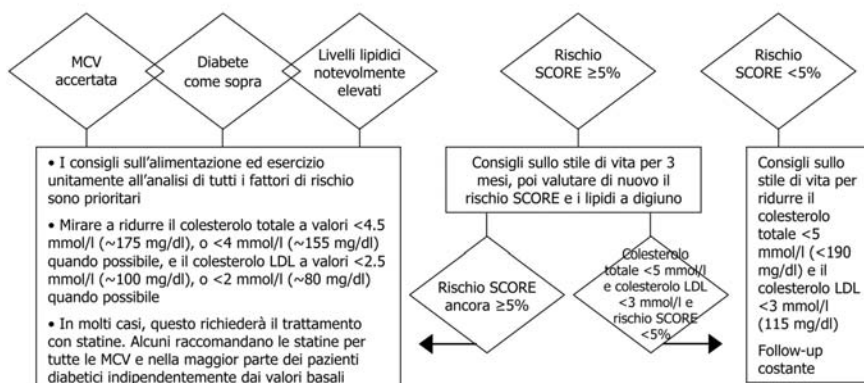 MCV
accertata
Diabete
come sopra
Livelli lipidici
notevolmente
elevati
Rischio
SCORE ≥5%
Rischio
SCORE <5%
• I consigli sull'alimentazione ed esercizio
unitamente all'analisi di tutti i fattori di rischio
sono prioritari
• Mirare a ridurre il colesterolo totale a valori <4.5
mmol/l (~175 mg/dl), o <4 mmol/l (~155 mg/dl)
quando possibile, e il colesterolo LDL a valori <2.5
mmol/l (~100 mg/dl), o <2 mmol/l (~80 mg/dl)
quando possibile
• In molti casi, questo richiederà il trattamento
con statine. Alcuni raccomandano le statine per
tutte le MCV e nella maggior parte dei pazienti
diabetici indipendentemente dai valori basali
Consigli sullo stile di vita per 3
mesi, poi valutare di nuovo il
rischio SCORE e i lipidi a digiuno
Rischio SCORE
ancora ≥5%
Colesterolo
totale <5 mmol/l
e colesterolo LDL
<3 mmol/l e
rischio SCORE
<5%
Consigli sullo
stile di vita per
ridurre il
colesterolo
totale <5
mmol/l (<190
mg/dl) e il
colesterolo LDL
<3 mmol/l
(115 mg/dl)
Follow-up
costante